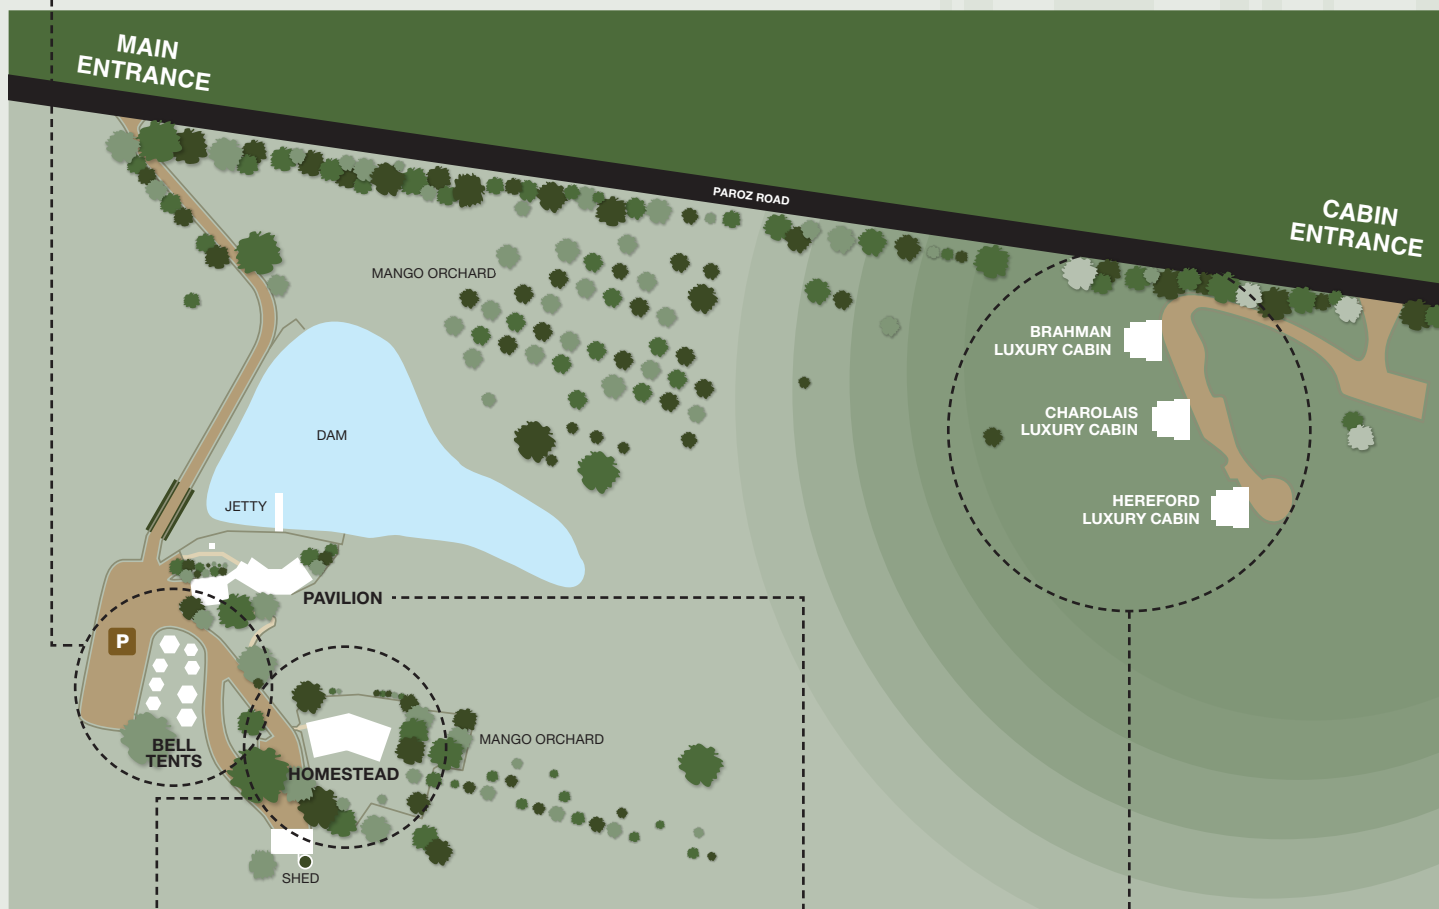 MAIN
ENTRANCE
PAROZ ROAD
CABIN
ENTRANCE
MANGO ORCHARD
BRAHMAN
LUXURY CABIN
CHAROLAIS
LUXURY CABIN
DAM
JETTY
HEREFORD
LUXURY CABIN
PAVILION
P
BELL
TENTS
MANGO ORCHARD
HOMESTEAD
SHED